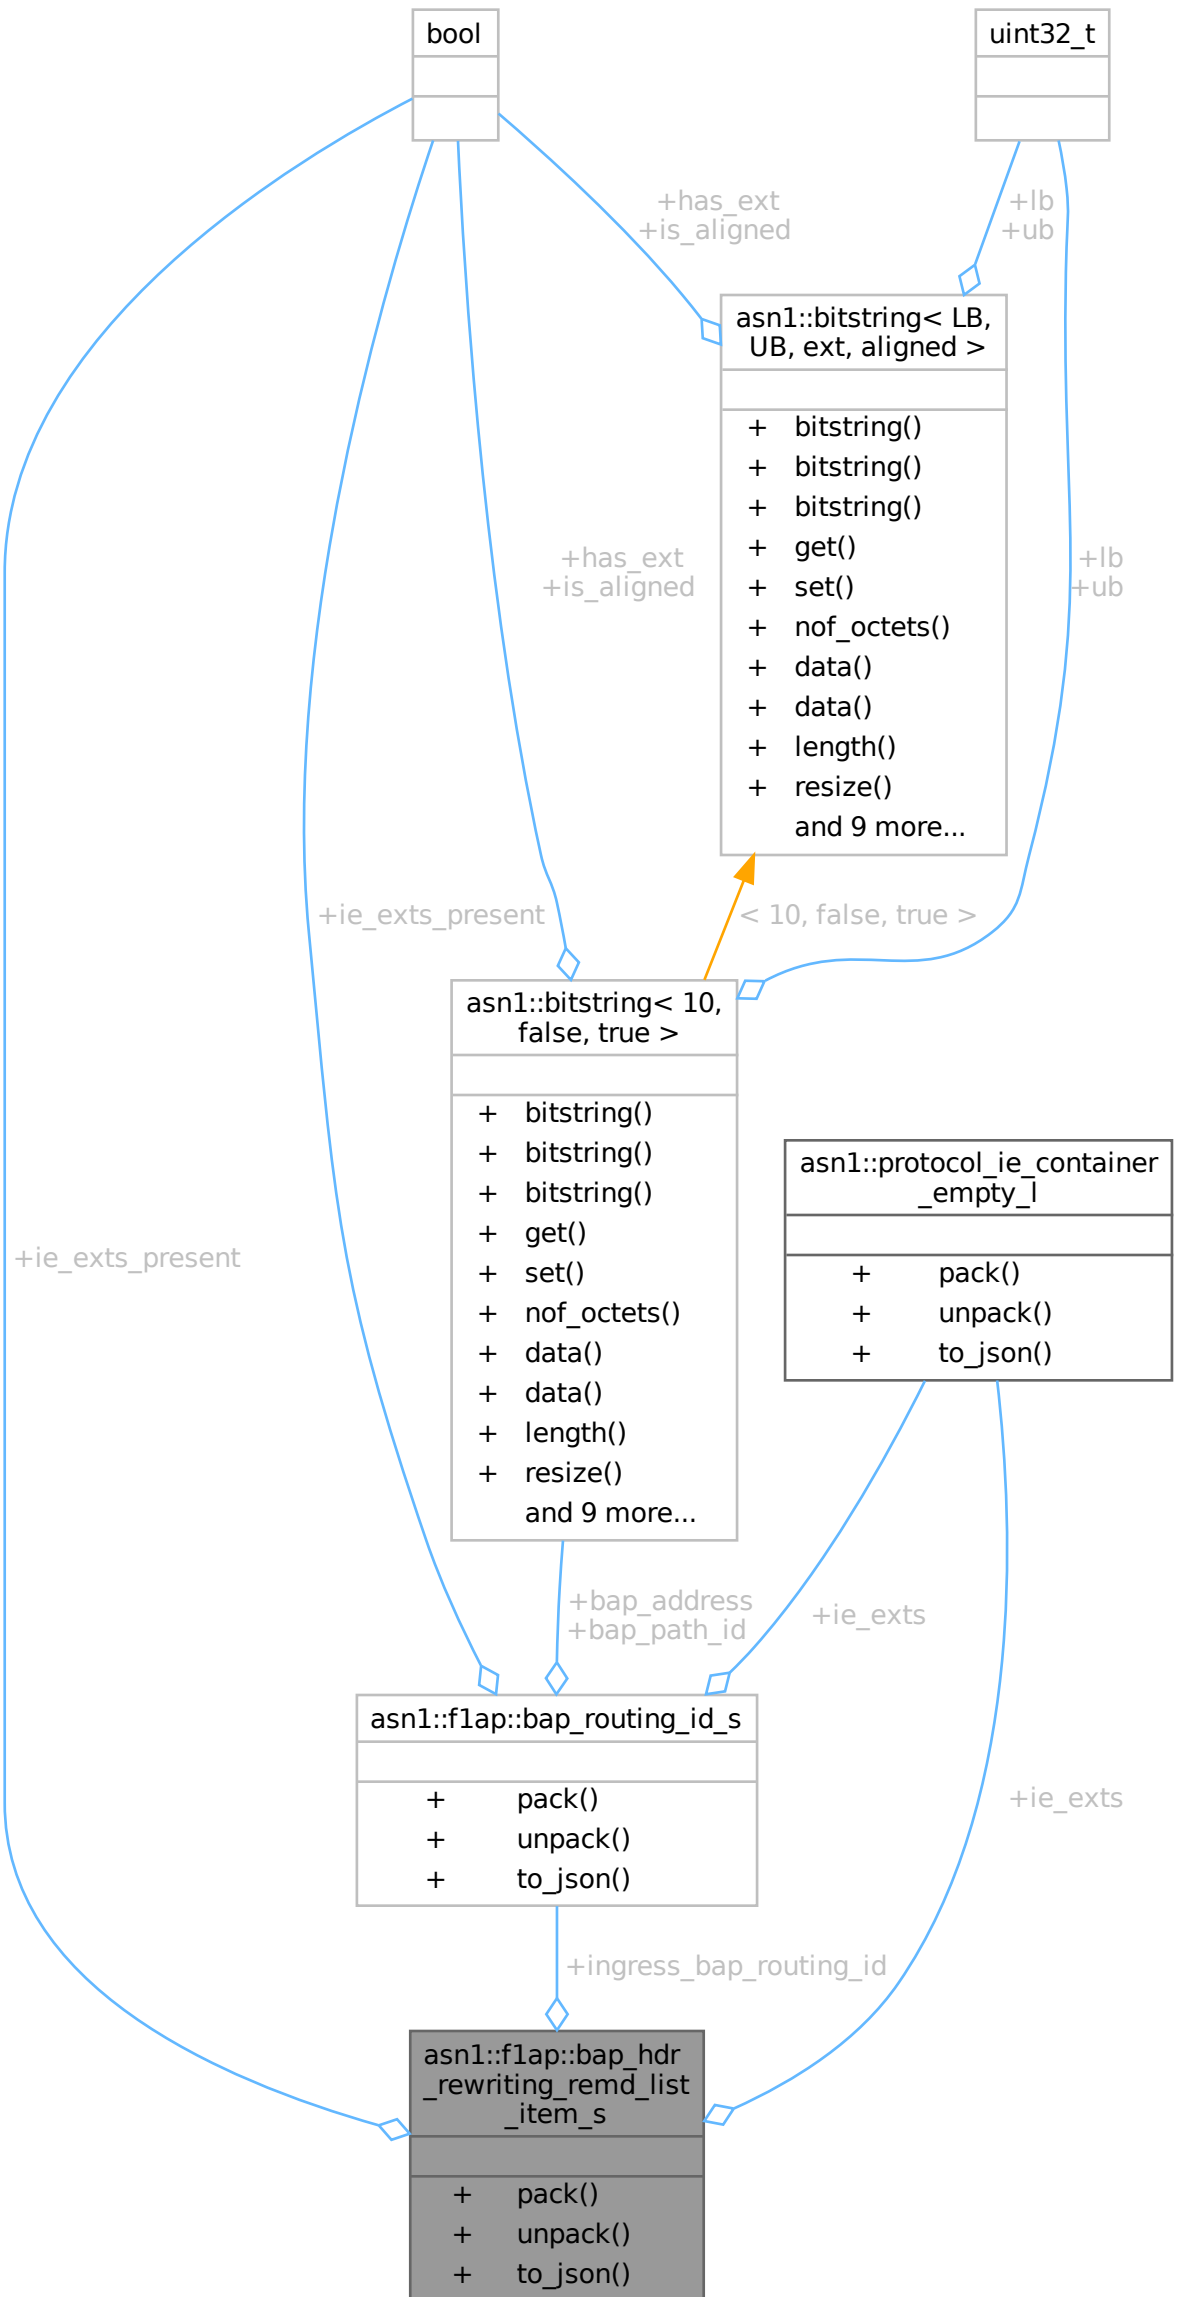 bool
uint32_t
+has_ext
+is_aligned
+lb
+ub
asn1::bitstring< LB,
UB, ext, aligned >
+ bitstring()
+ bitstring()
+ bitstring()
+ get()
+ set()
+ nof_octets()
+ data()
+ data()
+ length()
+ resize()
and 9 more...
+has_ext
+is_aligned
+lb
+ub
+ie_exts_present
< 10, false, true >
asn1::bitstring< 10,
false, true >
+ bitstring()
+ bitstring()
+ bitstring()
+ get()
+ set()
+ nof_octets()
+ data()
+ data()
+ length()
+ resize()
and 9 more...
asn1::protocol_ie_container
_empty_l
+ pack()
+ unpack()
+ to_json()
+ie_exts_present
+bap_address
+bap_path_id
+ie_exts
asn1::f1ap::bap_routing_id_s
+ pack()
+ unpack()
+ to_json()
+ie_exts
+ingress_bap_routing_id
asn1::f1ap::bap_hdr
_rewriting_remd_list
_item_s
+ pack()
+ unpack()
+ to_json()